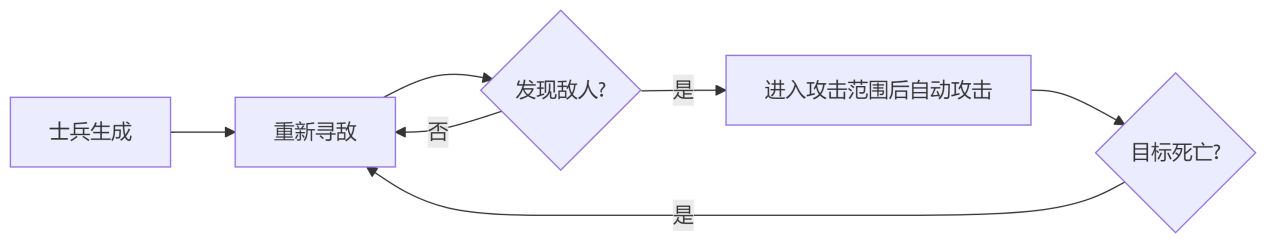 士兵生成
重新寻敌
发现敌人?
否
是
进入攻击范围后自动攻击
目标死亡?
是